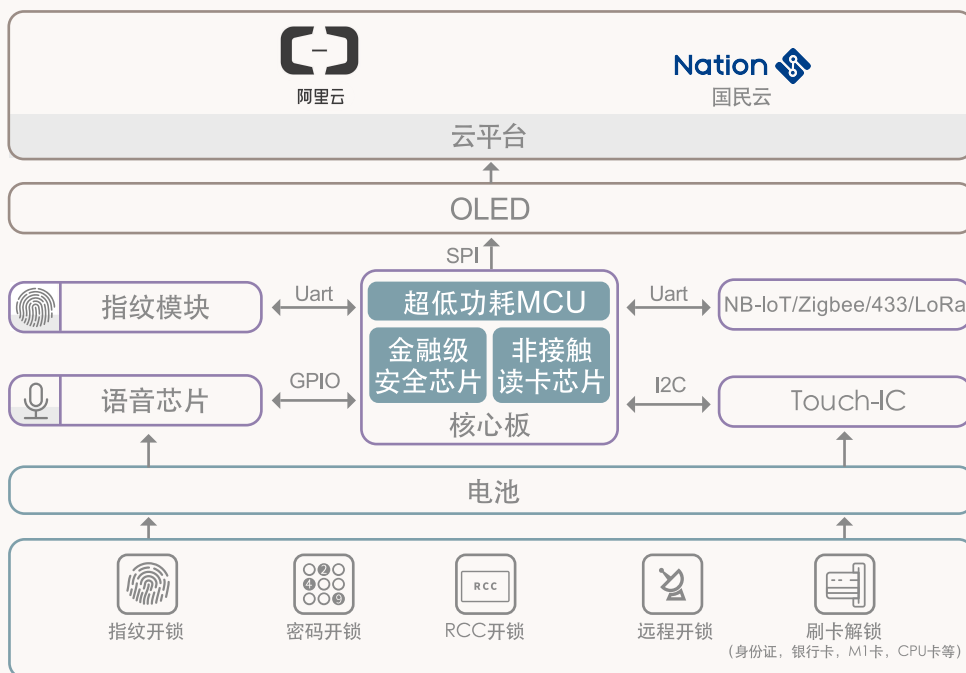 阿里云
Nation
国民云
云平台
OLED
SPI
指纹模块
Uart
超低功耗MCU
Uart
NB-IoT/Zigbee/433/LoRa
金融级
安全芯片
非接触
读卡芯片
语音芯片
GPIO
I2C
Touch-IC
核心板
电池
2
4
9
RCC
指纹开锁
密码开锁
RCC开锁
远程开锁
刷卡解锁
(身份证，银行卡，M1卡，CPU卡等)